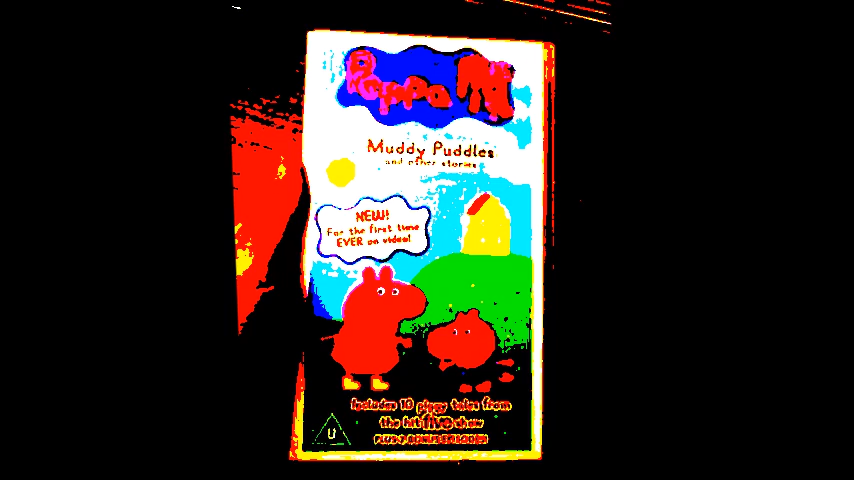 Peppa Pig
Muddy Puddles
and other stories
NEW!
For the first time
EVER on video!
Includes 10 piggy tales from
the hit five show
U